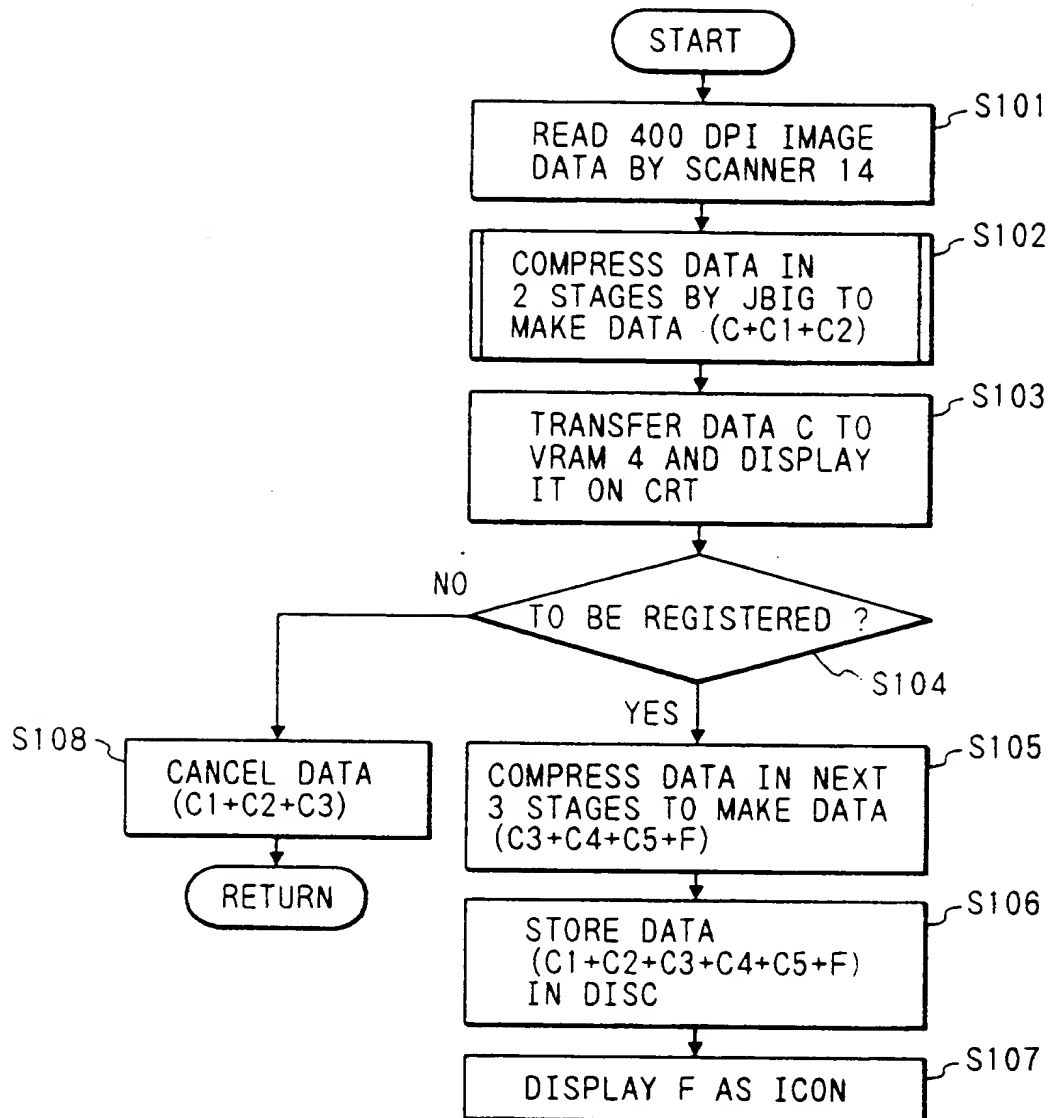 START
S101
READ 400 DPI IMAGE
DATA BY SCANNER 14
S102
COMPRESS DATA IN
2 STAGES BY JBIG TO
MAKE DATA (C+C1+C2)
S103
TRANSFER DATA C TO
VRAM 4 AND DISPLAY
IT ON CRT
NO
TO BE REGISTERED ?
S104
YES
S108
CANCEL DATA
(C1+C2+C3)
RETURN
S105
COMPRESS DATA IN NEXT
3 STAGES TO MAKE DATA
(C3+C4+C5+F)
S106
STORE DATA
(C1+C2+C3+C4+C5+F)
IN DISC
S107
DISPLAY F AS ICON